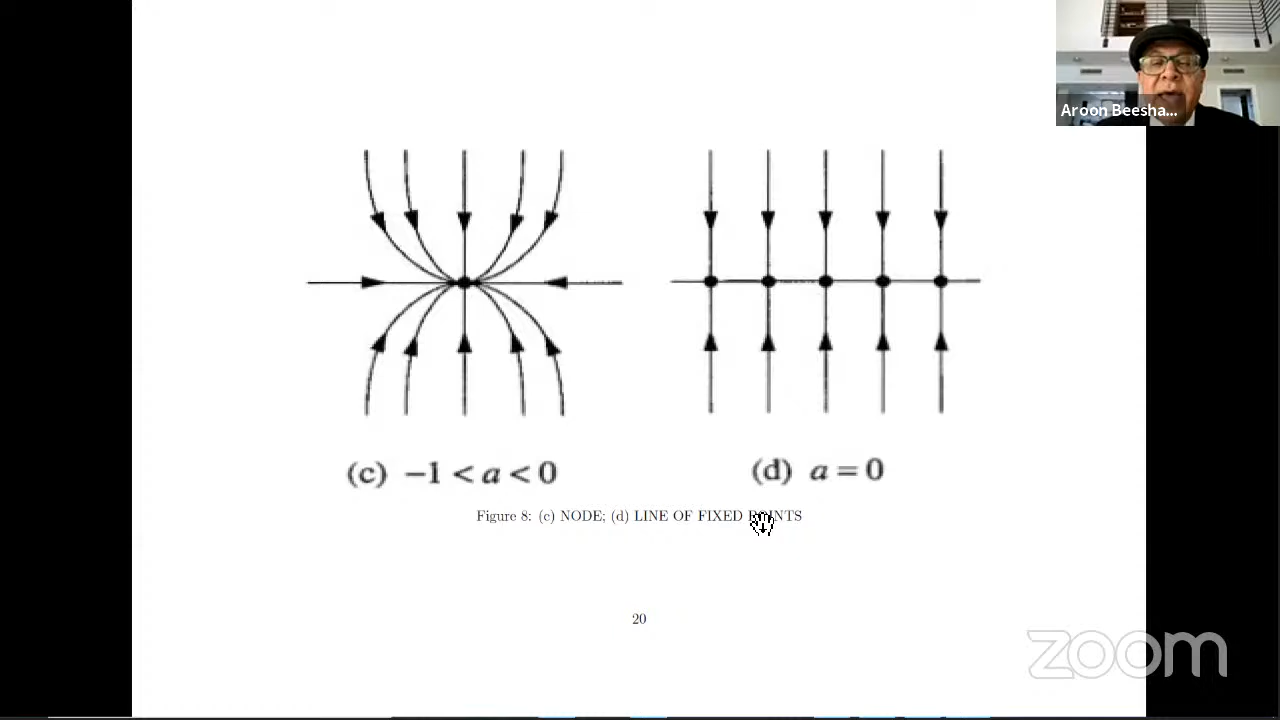 Aroon Beesha...
(c) −1 < a < 0
(d) a = 0
Figure 8: (c) NODE; (d) LINE OF FIXED POINTS
20
zoom